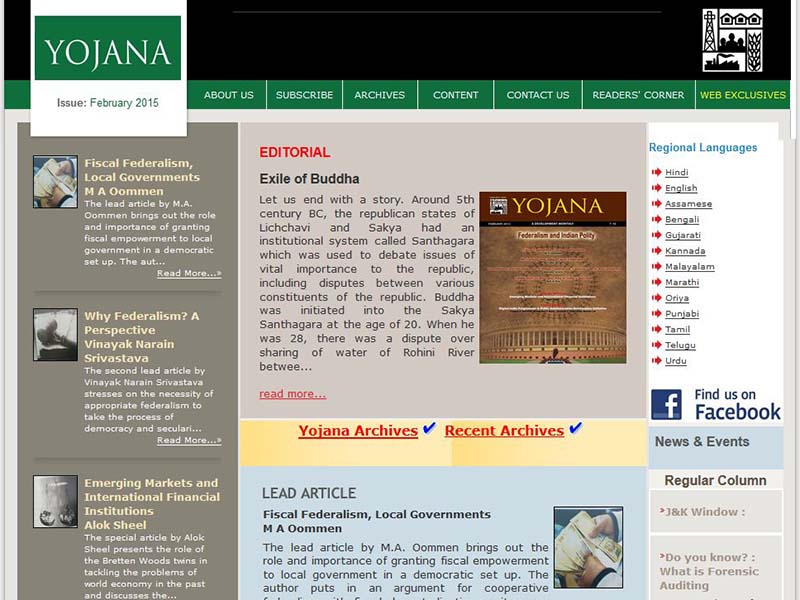 YOJANA
Issue: February 2015
ABOUT US
SUBSCRIBE
ARCHIVES
CONTENT
CONTACT US
READERS' CORNER
WEB EXCLUSIVES
Fiscal Federalism,
Local Governments
M A Oommen
The lead article by M.A.
Oommen brings out the role
and importance of granting
fiscal empowerment to local
government in a democratic
set up. The aut...
Read More...»
Why Federalism? A
Perspective
Vinayak Narain
Srivastava
The second lead article by
Vinayak Narain Srivastava
stresses on the necessity of
appropriate federalism to
take the process of
democracy and seculari...
Read More...»
Emerging Markets and
International Financial
Institutions
Alok Sheel
The special article by Alok
Sheel presents the role of
the Bretten Woods twins in
tackling the problems of
world economy in the past
and discusses the...
EDITORIAL
Exile of Buddha
Let us end with a story. Around 5th
century BC, the republican states of
Lichchavi and Sakya had an
institutional system called Santhagara
which was used to debate issues of
vital importance to the republic,
including disputes between various
constituents of the republic. Buddha
was initiated into the Sakya
Santhagara at the age of 20. When he
was 28, there was a dispute over
sharing of water of Rohini River
betwee...
read more...
YOJANA
Federalism and Indian Polity
Yojana Archives
Recent Archives
LEAD ARTICLE
Fiscal Federalism, Local Governments
M A Oommen
The lead article by M.A. Oommen brings out the
role and importance of granting fiscal empowerment
to local government in a democratic set up. The
author puts in an argument for cooperative
Regional Languages
Hindi
English
Assamese
Bengali
Gujarati
Kannada
Malayalam
Marathi
Oriya
Punjabi
Tamil
Telugu
Urdu
Find us on
Facebook
News & Events
Regular Column
J&K Window :
Do you know? :
What is Forensic
Auditing